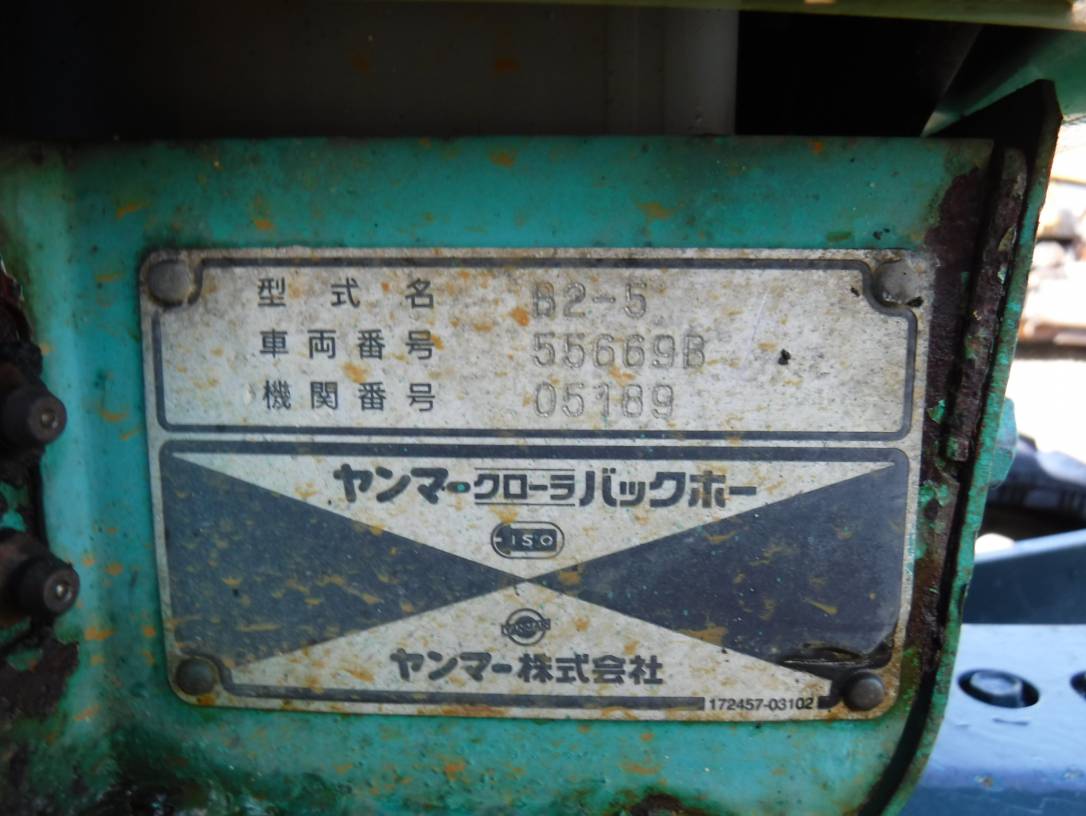 型式名 B2-5
車両番号 55669B
機関番号 05189
ヤンマークローラバックホー
ISO
YANMAR
ヤンマー株式会社
172457-03102